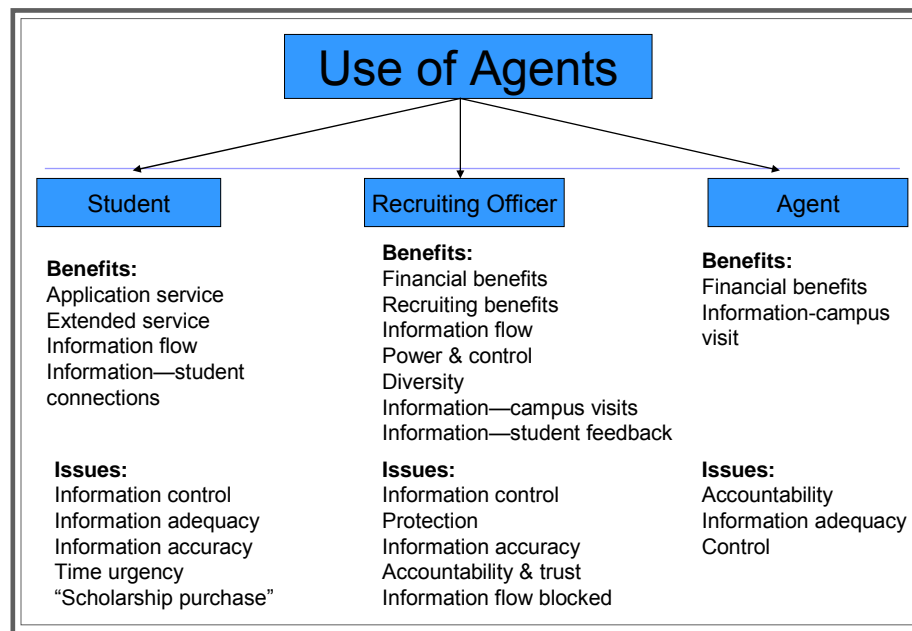 Use of Agents
Student
Recruiting Officer
Agent
Benefits:
Application service
Extended service
Information flow
Information—student
connections
Benefits:
Financial benefits
Recruiting benefits
Information flow
Power & control
Diversity
Information—campus visits
Information—student feedback
Benefits:
Financial benefits
Information-campus
visit
Issues:
Information control
Information adequacy
Information accuracy
Time urgency
“Scholarship purchase”
Issues:
Information control
Protection
Information accuracy
Accountability & trust
Information flow blocked
Issues:
Accountability
Information adequacy
Control